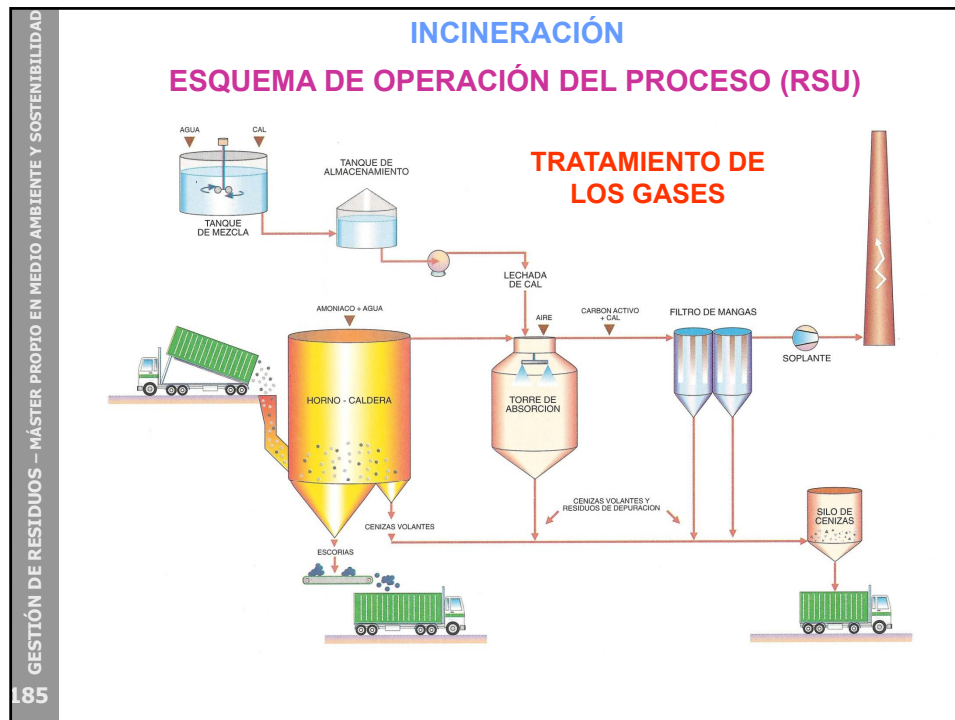 INCINERACIÓN
ESQUEMA DE OPERACIÓN DEL PROCESO (RSU)
TRATAMIENTO DE
LOS GASES
AGUA
CAL
TANQUE
DE MEZCLA
TANQUE DE
ALMACENAMIENTO
LECHADA
DE CAL
AMONIACO + AGUA
AIRE
CARBON ACTIVO
+ CAL
FILTRO DE MANGAS
SOPLANTE
HORNO - CALDERA
TORRE DE
ABSORCIÓN
CENIZAS VOLANTES
CENIZAS VOLANTES Y
RESIDUOS DE DEPURACION
SILO DE
CENIZAS
ESCORIAS
GESTIÓN DE RESIDUOS – MÁSTER PROPIO EN MEDIO AMBIENTE Y SOSTENIBILIDAD
185